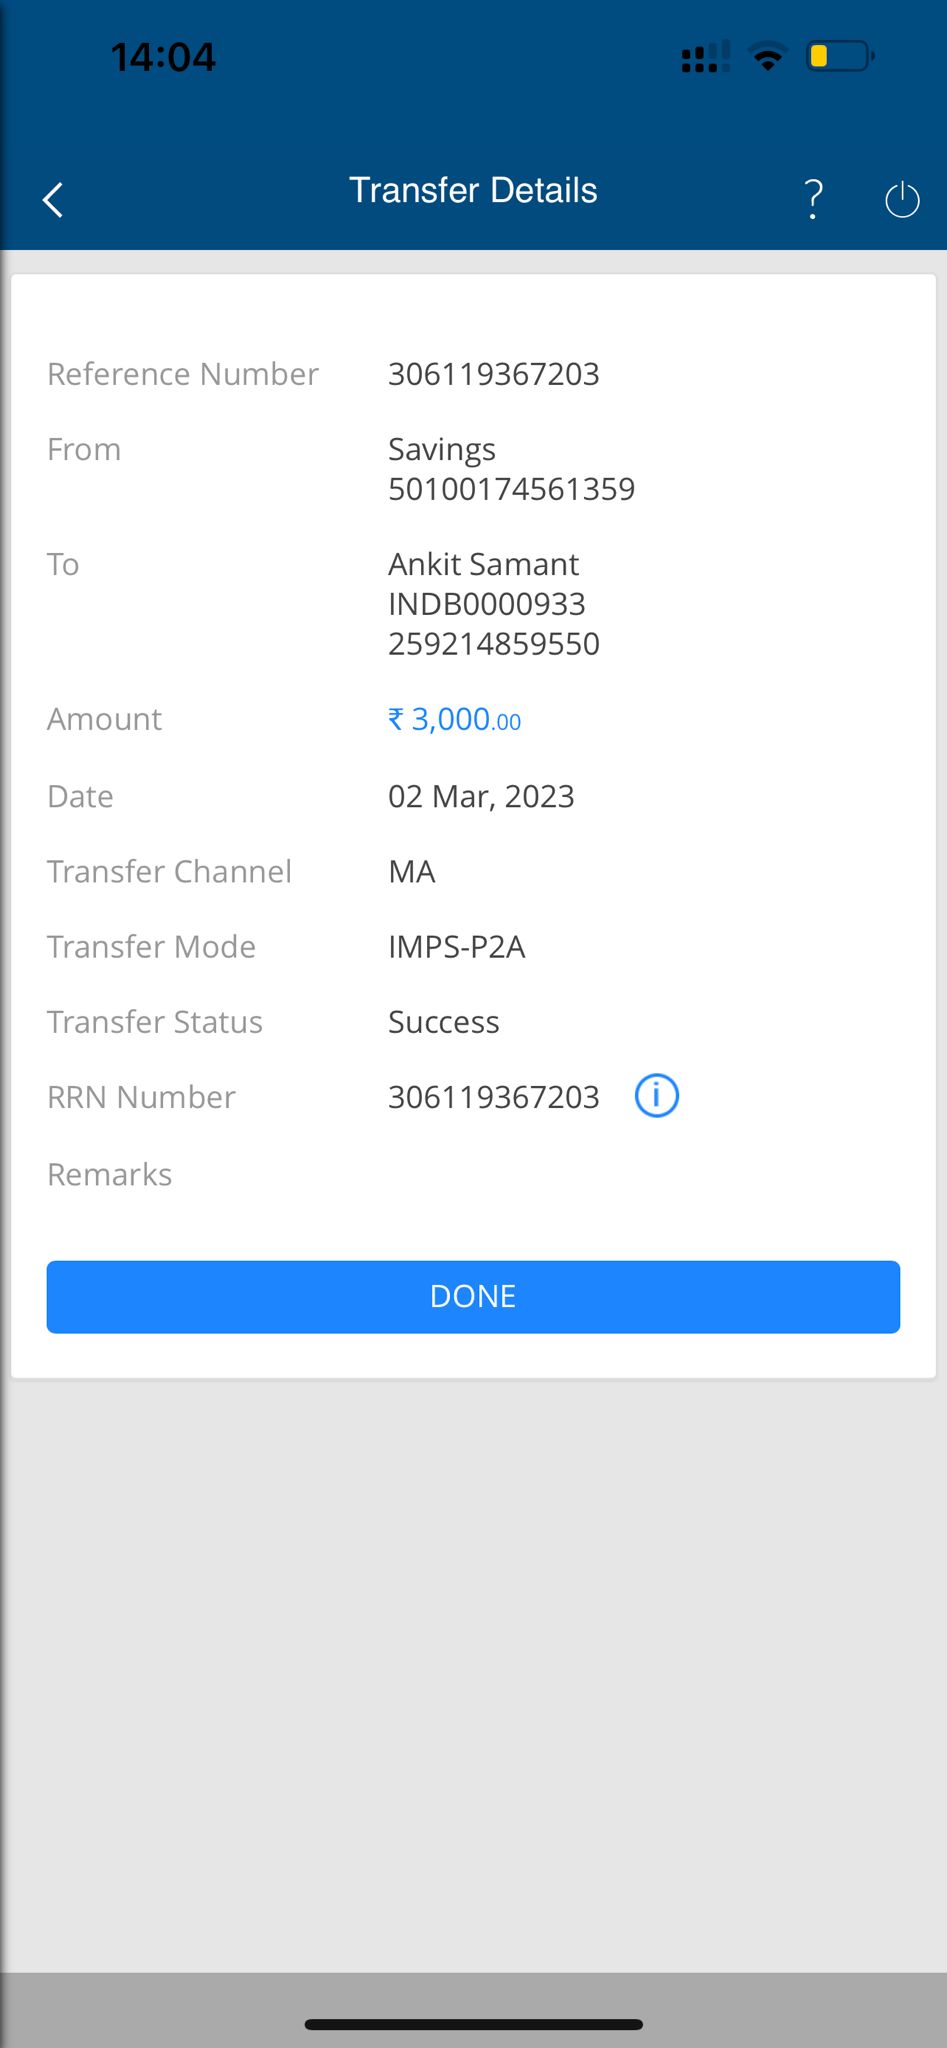 14:04
Transfer Details
?
Reference Number 306119367203
From Savings
50100174561359
To Ankit Samant
INDB0000933
259214859550
Amount ₹ 3,000.00
Date 02 Mar, 2023
Transfer Channel MA
Transfer Mode IMPS-P2A
Transfer Status Success
RRN Number 306119367203 i
Remarks
DONE